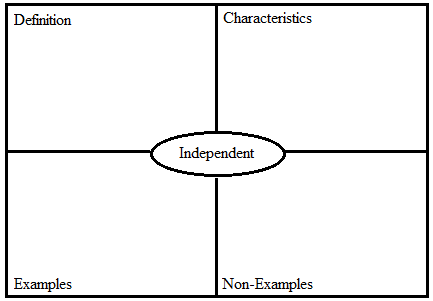 Definition
Characteristics
Independent
Examples
Non-Examples